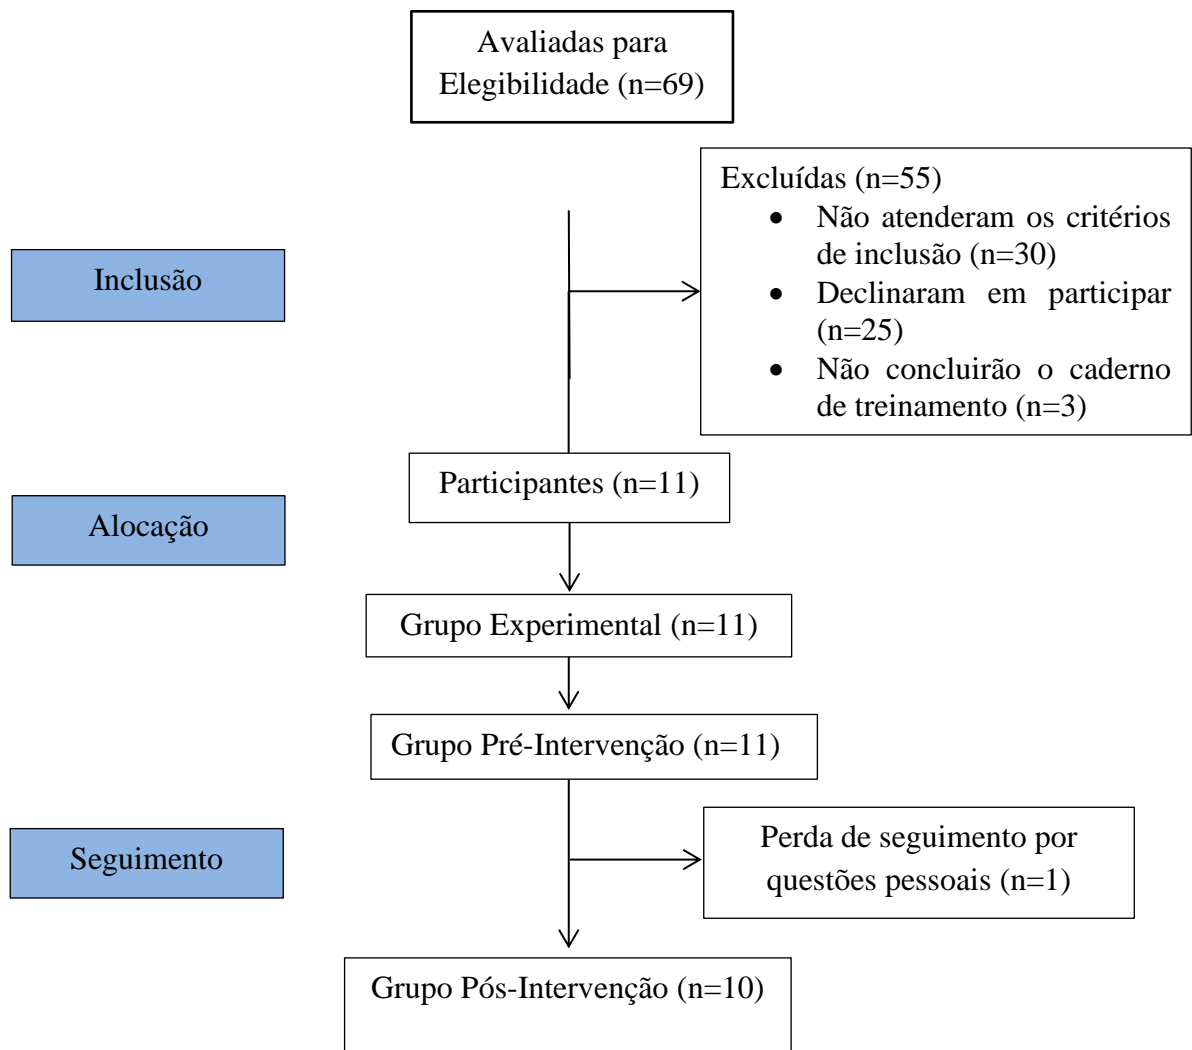 Avaliadas para
Elegibilidade (n=69)
Excluídas (n=55)
• Não atenderam os critérios
de inclusão (n=30)
• Declinaram em participar
(n=25)
• Não concluirão o caderno
de treinamento (n=3)
Inclusão
Participantes (n=11)
Alocação
Grupo Experimental (n=11)
Grupo Pré-Intervenção (n=11)
Seguimento
Perda de seguimento por
questões pessoais (n=1)
Grupo Pós-Intervenção (n=10)